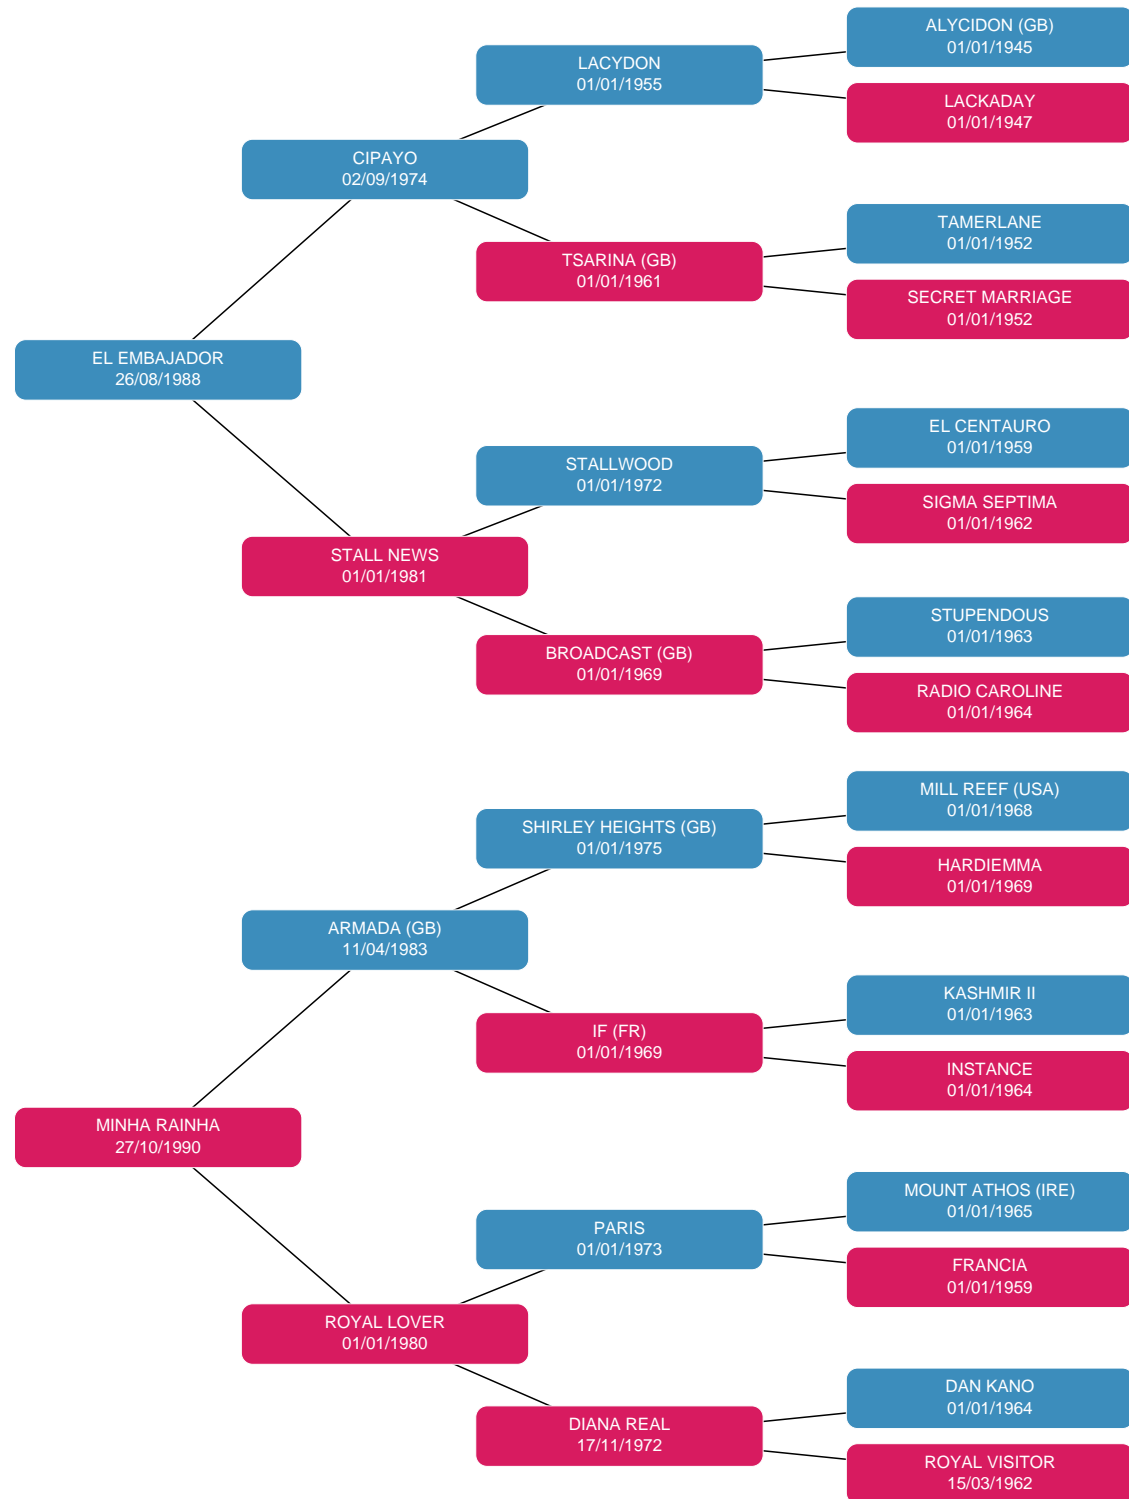 ALYCIDON (GB)
01/01/1945
LACYDON
01/01/1955
LACKADAY
01/01/1947
CIPAYO
02/09/1974
TAMERLANE
01/01/1952
TSARINA (GB)
01/01/1961
SECRET MARRIAGE
01/01/1952
EL EMBAJADOR
26/08/1988
EL CENTAURO
01/01/1959
STALLWOOD
01/01/1972
SIGMA SEPTIMA
01/01/1962
STALL NEWS
01/01/1981
STUPENDOUS
01/01/1963
BROADCAST (GB)
01/01/1969
RADIO CAROLINE
01/01/1964
MILL REEF (USA)
01/01/1968
SHIRLEY HEIGHTS (GB)
01/01/1975
HARDIEMMA
01/01/1969
ARMADA (GB)
11/04/1983
KASHMIR II
01/01/1963
IF (FR)
01/01/1969
INSTANCE
01/01/1964
MINHA RAINHA
27/10/1990
MOUNT ATHOS (IRE)
01/01/1965
PARIS
01/01/1973
FRANCIA
01/01/1959
ROYAL LOVER
01/01/1980
DAN KANO
01/01/1964
DIANA REAL
17/11/1972
ROYAL VISITOR
15/03/1962